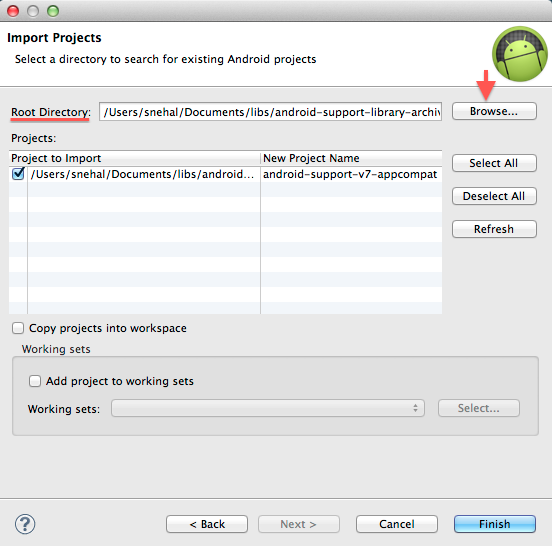 Import Projects
Select a directory to search for existing Android projects
Root Directory: /Users/snehal/Documents/libs/android-support-library-archiv Browse...
Projects:
Project to Import New Project Name
/Users/snehal/Documents/libs/android... android-support-v7-appcompat
Select All
Deselect All
Refresh
Copy projects into workspace
Working sets
Add project to working sets
Working sets: Select...
? < Back Next > Cancel Finish